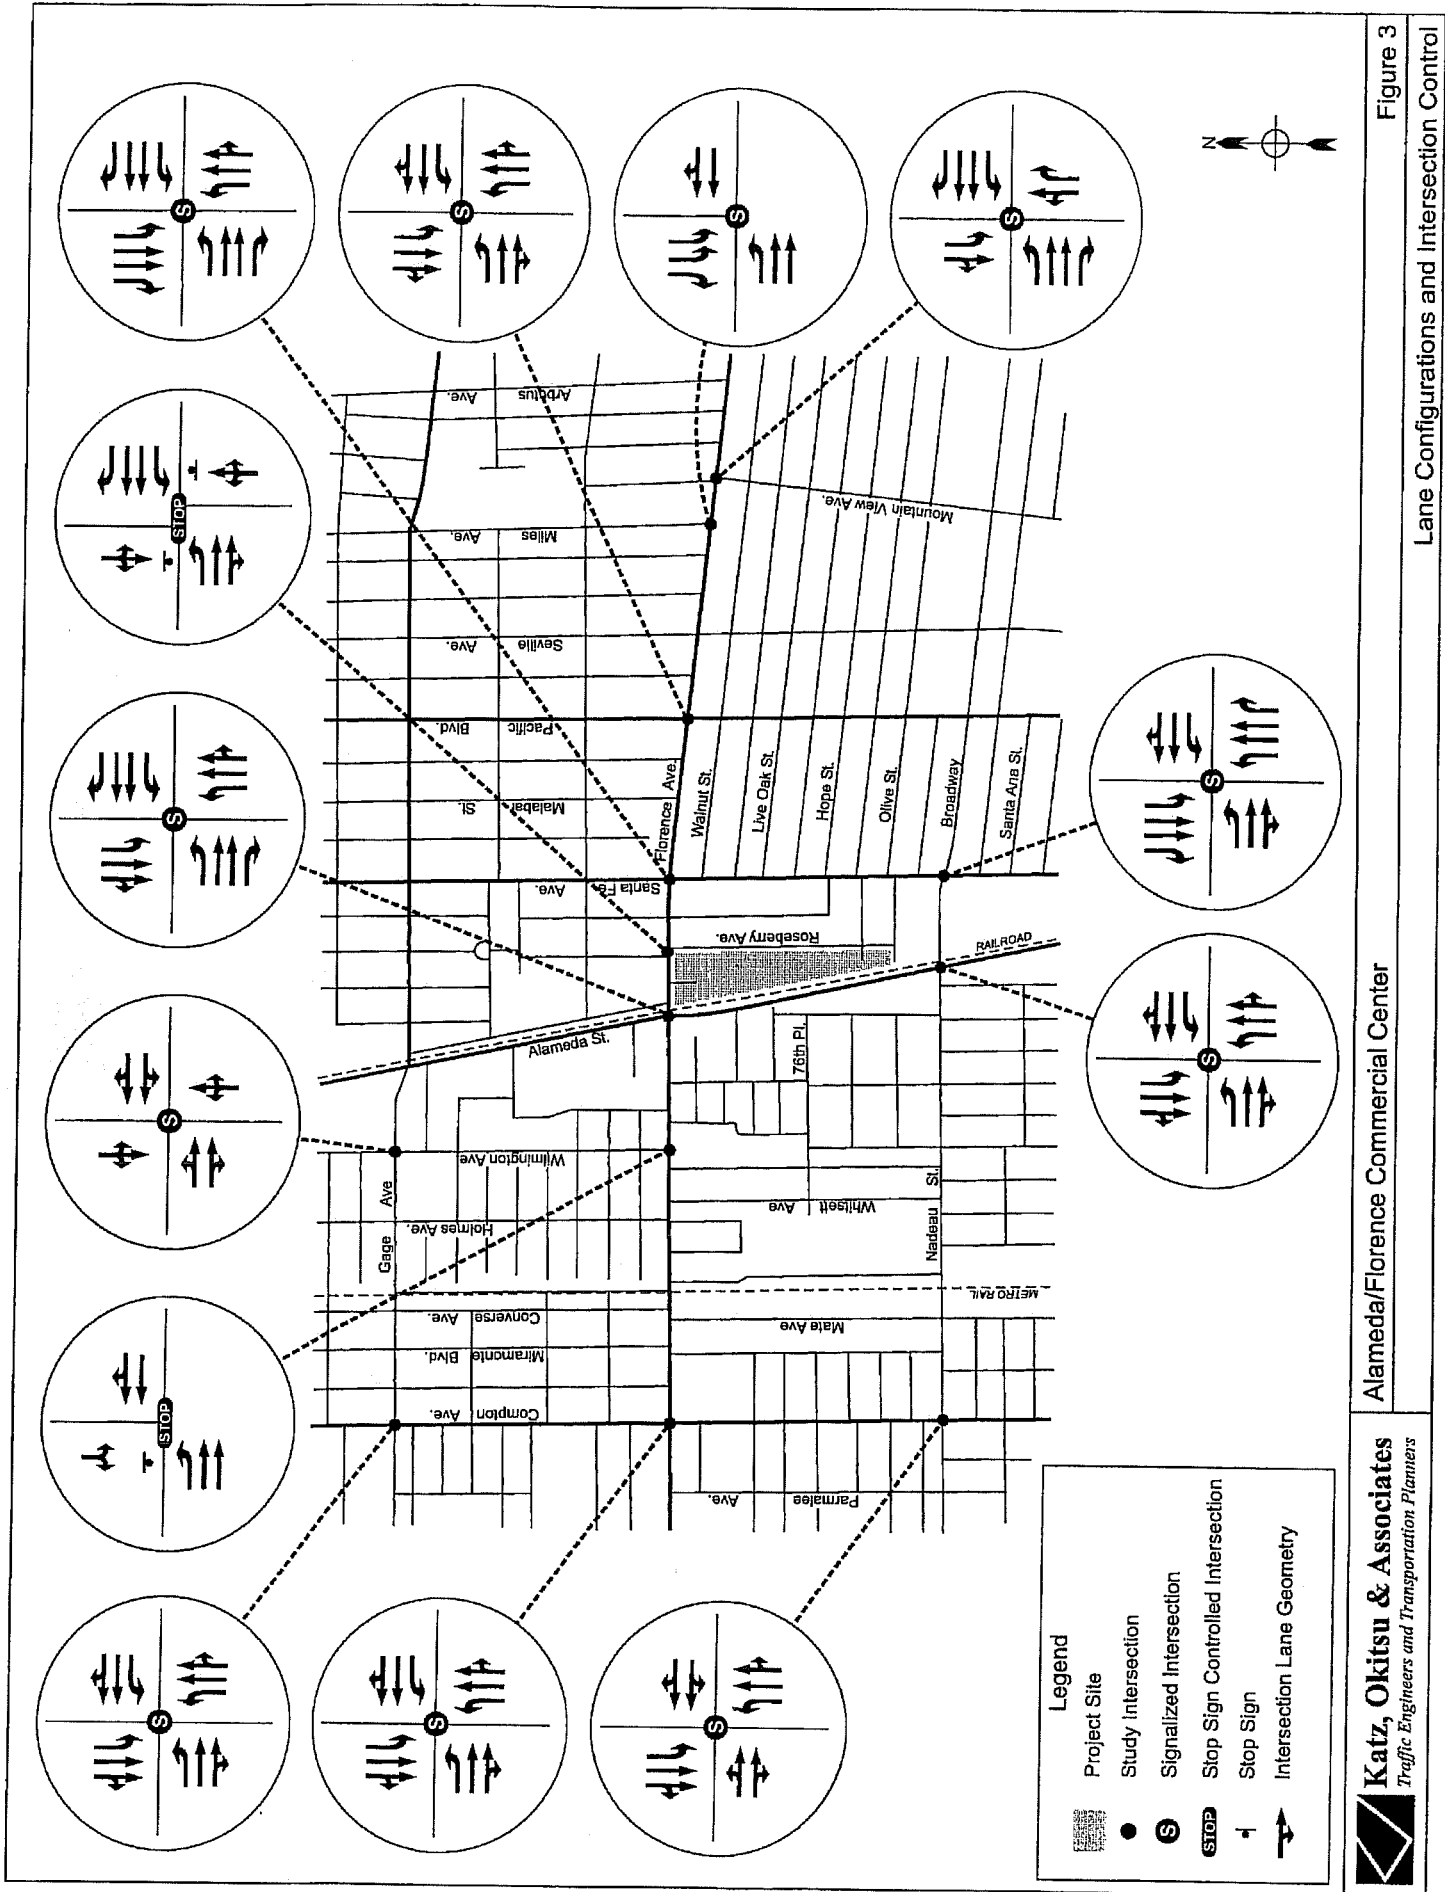 Figure 3
Lane Configurations and Intersection Control
Alameda/Florence Commercial Center
Katz, Okitsu & Associates
Traffic Engineers and Transportation Planners
N
S
S
STOP
S
S
STOP
S
S
S
S
S
S
S
Gage Ave
Compton Ave.
Miramonte Blvd.
Converse Ave.
Holmes Ave.
Wilmington Ave
Alameda St.
Santa Fe Ave.
Malabar St.
Pacific Blvd.
Seville Ave.
Miles Ave.
Arbutus Ave.
Florence Ave.
Walnut St.
Live Oak St.
Hope St.
Olive St.
Broadway
Santa Ana St.
Mountain View Ave.
Roseberry Ave.
RAILROAD
76th Pl.
Whitsett Ave
Nadeau St.
METRO RAIL
Mate Ave
Parmalee Ave.
Legend
Project Site
Study Intersection
S Signalized Intersection
STOP Stop Sign Controlled Intersection
Stop Sign
Intersection Lane Geometry